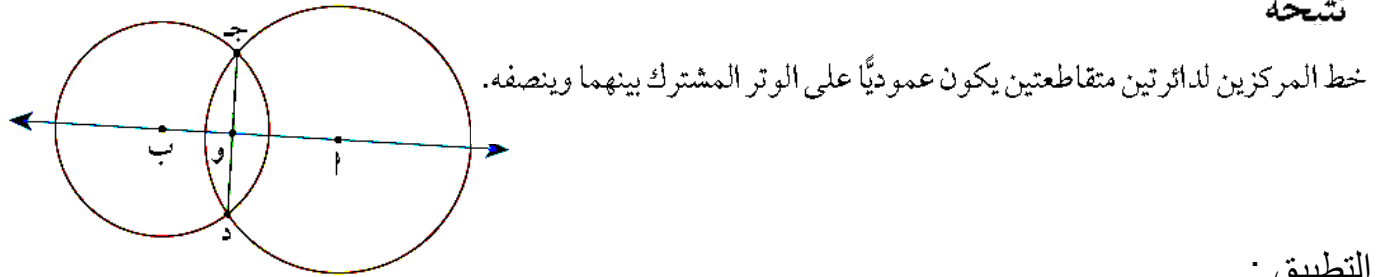 نتيجة
خط المركزين لدائرتين متقاطعتين يكون عموديًّا على الوتر المشترك بينهما وينصفه.
جـ
ب
و
ا
د
التطبيق :